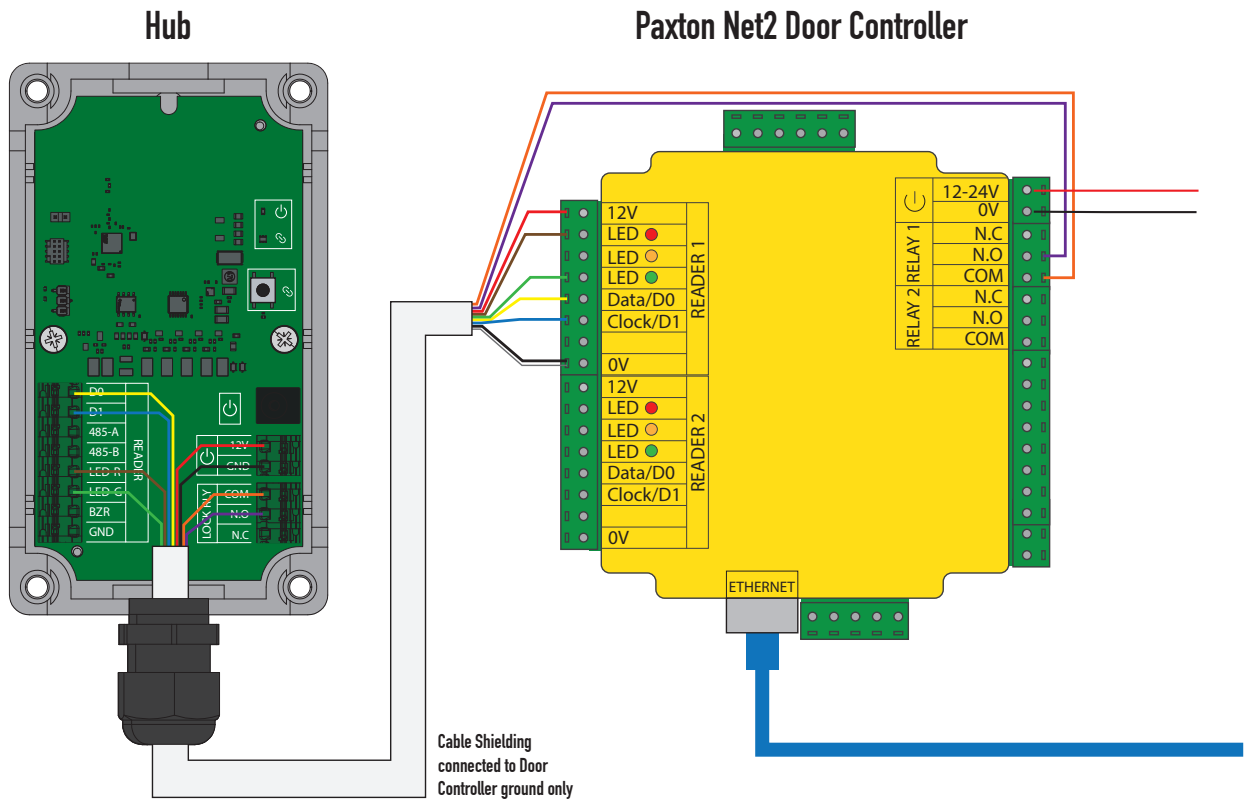 Hub
Paxton Net2 Door Controller
D0
D1
485-A
485-B
LED R
LED G
BZR
GND
READER
12V
GND
COM
N.O
N.C
LOCK RLY
12V
LED
LED
LED
Data/D0
Clock/D1
0V
READER 1
12V
LED
LED
LED
Data/D0
Clock/D1
0V
READER 2
12-24V
0V
N.C
N.O
COM
RELAY 1
N.C
N.O
COM
RELAY 2
ETHERNET
Cable Shielding
connected to Door
Controller ground only